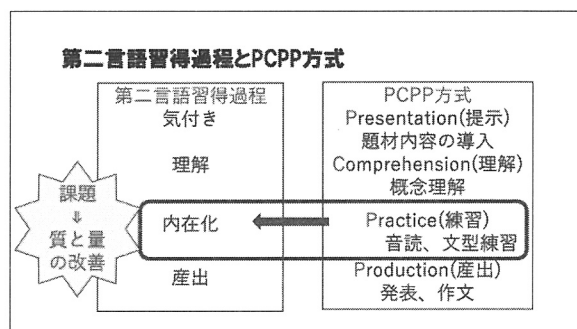 第二言語習得過程とPCPP方式
第二言語習得過程
気付き
理解
内在化
産出
PCPP方式
Presentation(提示)
題材内容の導入
Comprehension(理解)
概念理解
Practice(練習)
音読、文型練習
Production(産出)
発表、作文
課題
⇓
質と量
の改善